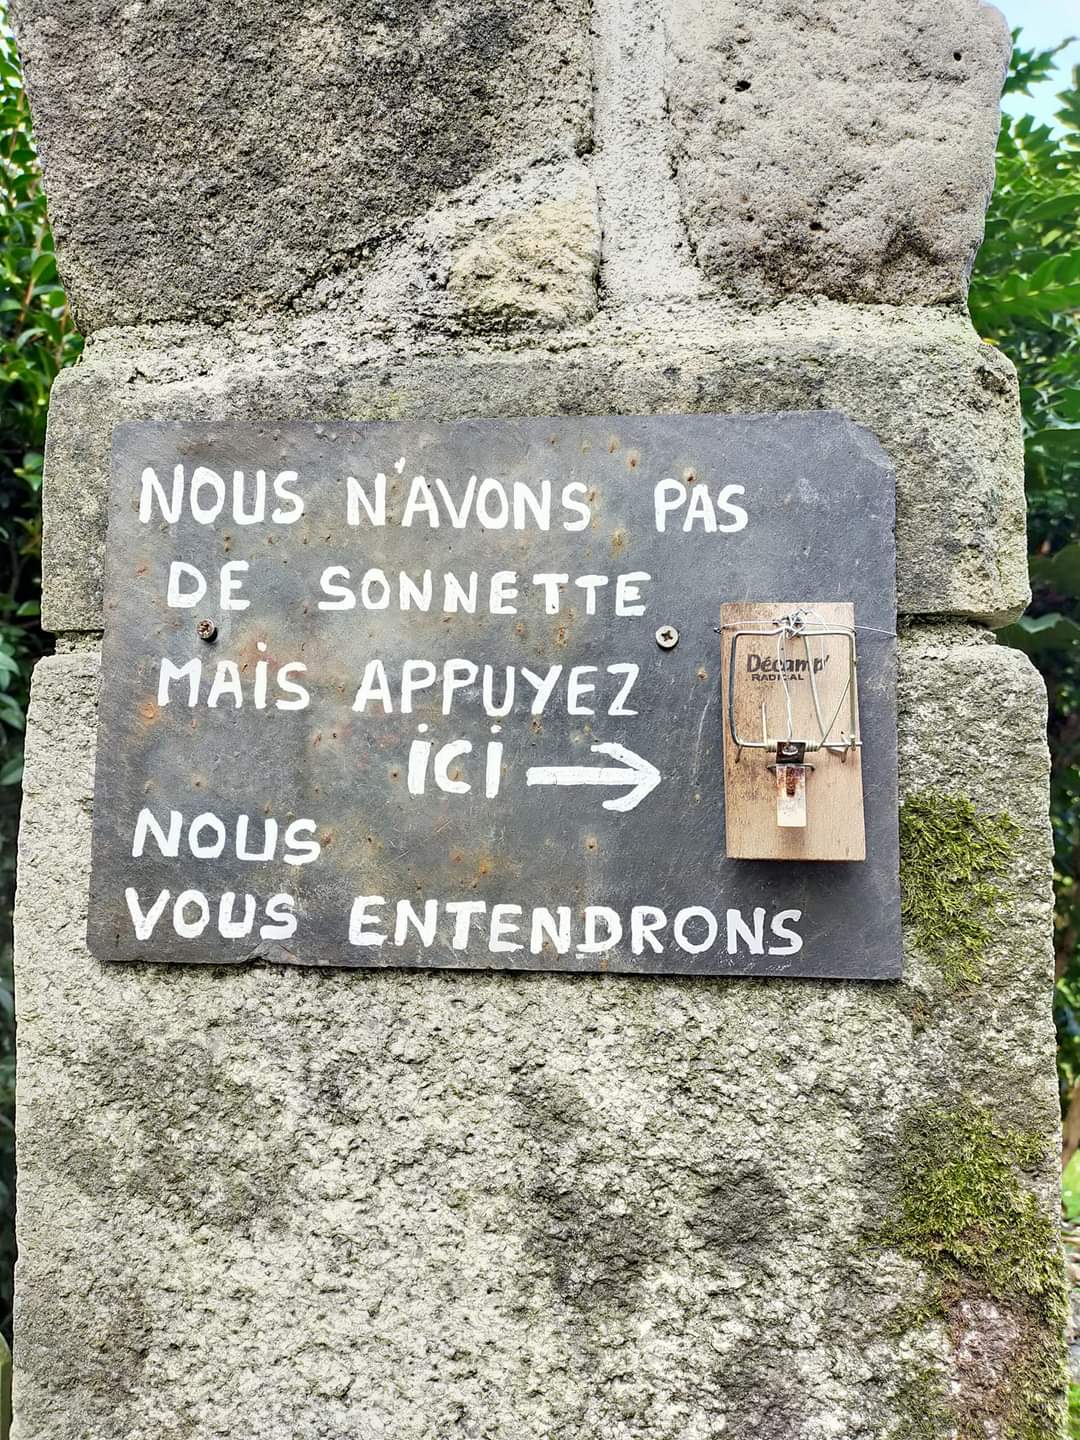 NOUS N'AVONS PAS
DE SONNETTE
MAiS APPUYEZ
iCi →
Décamp'
RADICAL
NOUS
VOUS ENTENDRONS